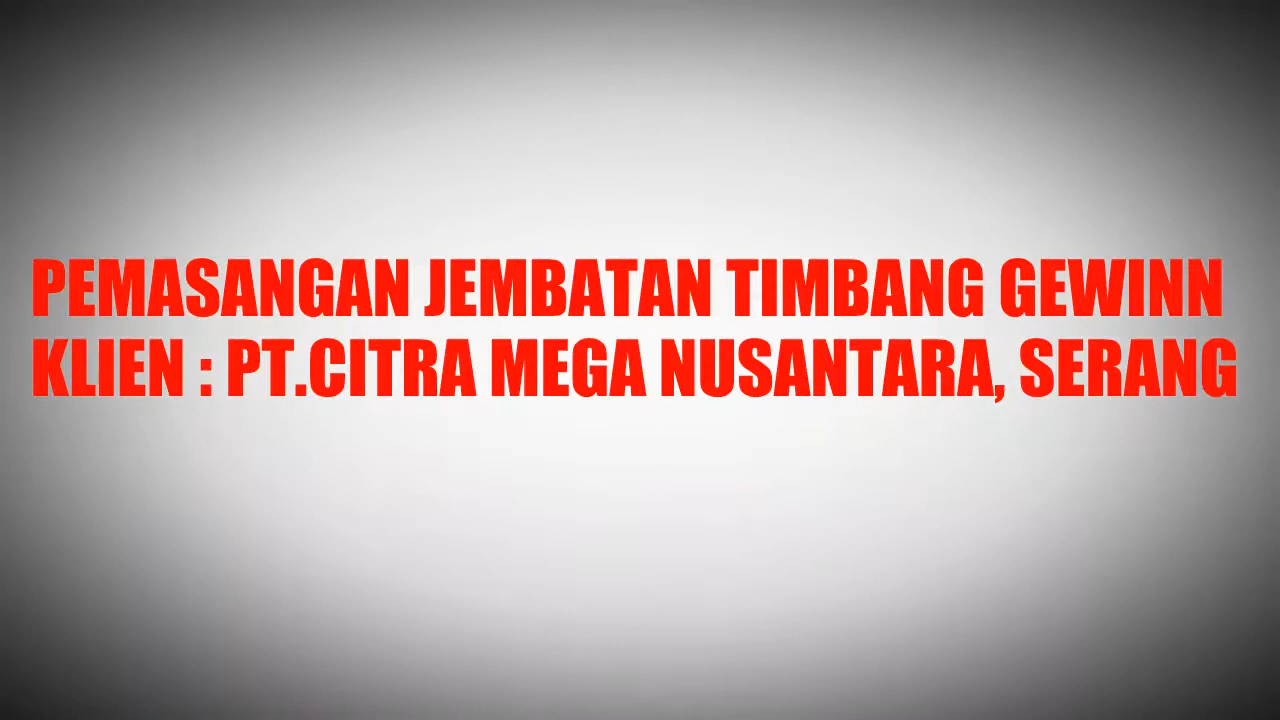 PEMASANGAN JEMBATAN TIMBANG GEWINN
KLIEN : PT.CITRA MEGA NUSANTARA, SERANG